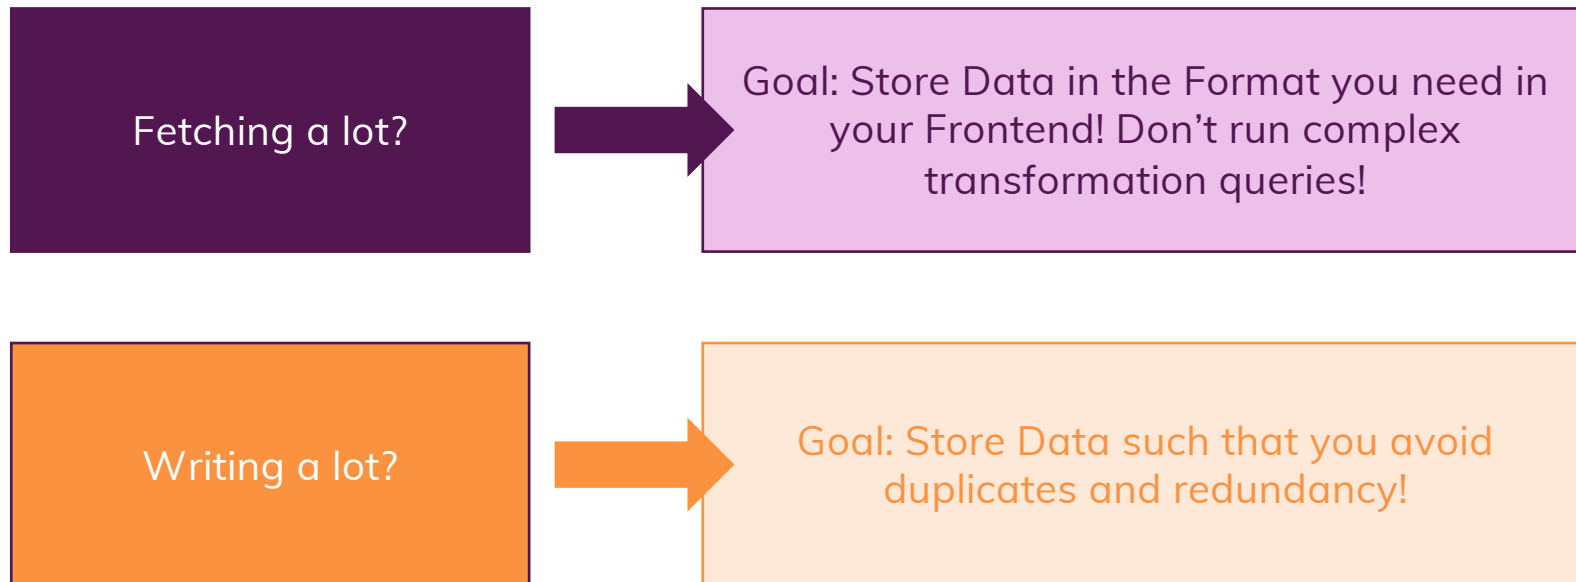 Fetching a lot?
Goal: Store Data in the Format you need in
your Frontend! Don’t run complex
transformation queries!
Writing a lot?
Goal: Store Data such that you avoid
duplicates and redundancy!